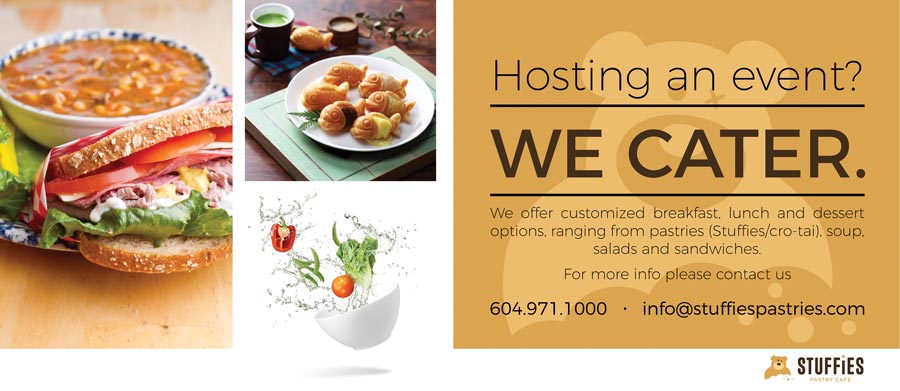 Hosting an event?
WE CATER.
We offer customized breakfast, lunch and dessert
options, ranging from pastries (Stuffies/cro-tai), soup,
salads and sandwiches.
For more info please contact us
604.971.1000 • info@stuffiespastries.com
STUFFiES
PASTRY CAFE